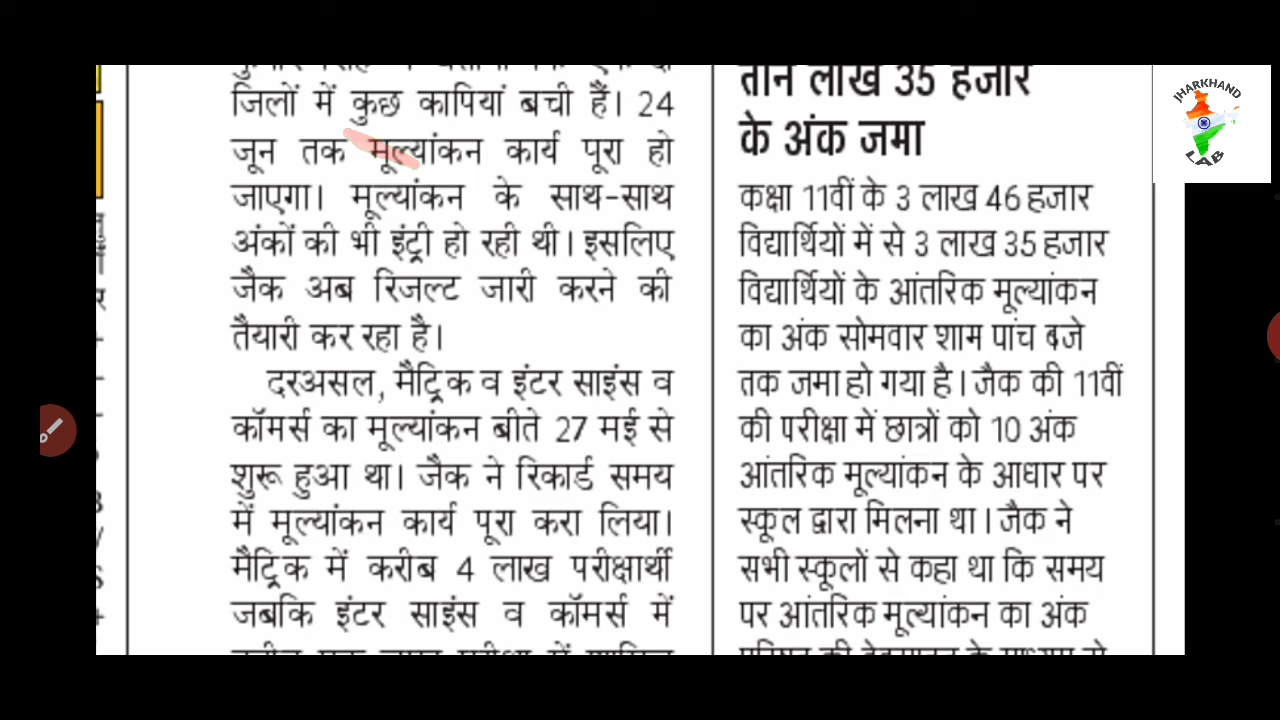 जिलों में कुछ कापियां बची हैं। 24
जून तक मूल्यांकन कार्य पूरा हो
जाएगा। मूल्यांकन के साथ-साथ
अंकों की भी इंट्री हो रही थी। इसलिए
जैक अब रिजल्ट जारी करने की
तैयारी कर रहा है।
दरअसल, मैट्रिक व इंटर साइंस व
कॉमर्स का मूल्यांकन बीते 27 मई से
शुरू हुआ था। जैक ने रिकार्ड समय
में मूल्यांकन कार्य पूरा करा लिया।
मैट्रिक में करीब 4 लाख परीक्षार्थी
जबकि इंटर साइंस व कॉमर्स में
तीन लाख 35 हजार
के अंक जमा
कक्षा 11वीं के 3 लाख 46 हजार
विद्यार्थियों में से 3 लाख 35 हजार
विद्यार्थियों के आंतरिक मूल्यांकन
का अंक सोमवार शाम पांच बजे
तक जमा हो गया है। जैक की 11वीं
की परीक्षा में छात्रों को 10 अंक
आंतरिक मूल्यांकन के आधार पर
स्कूल द्वारा मिलना था। जैक ने
सभी स्कूलों से कहा था कि समय
पर आंतरिक मूल्यांकन का अंक
JHARKHAND
LAB